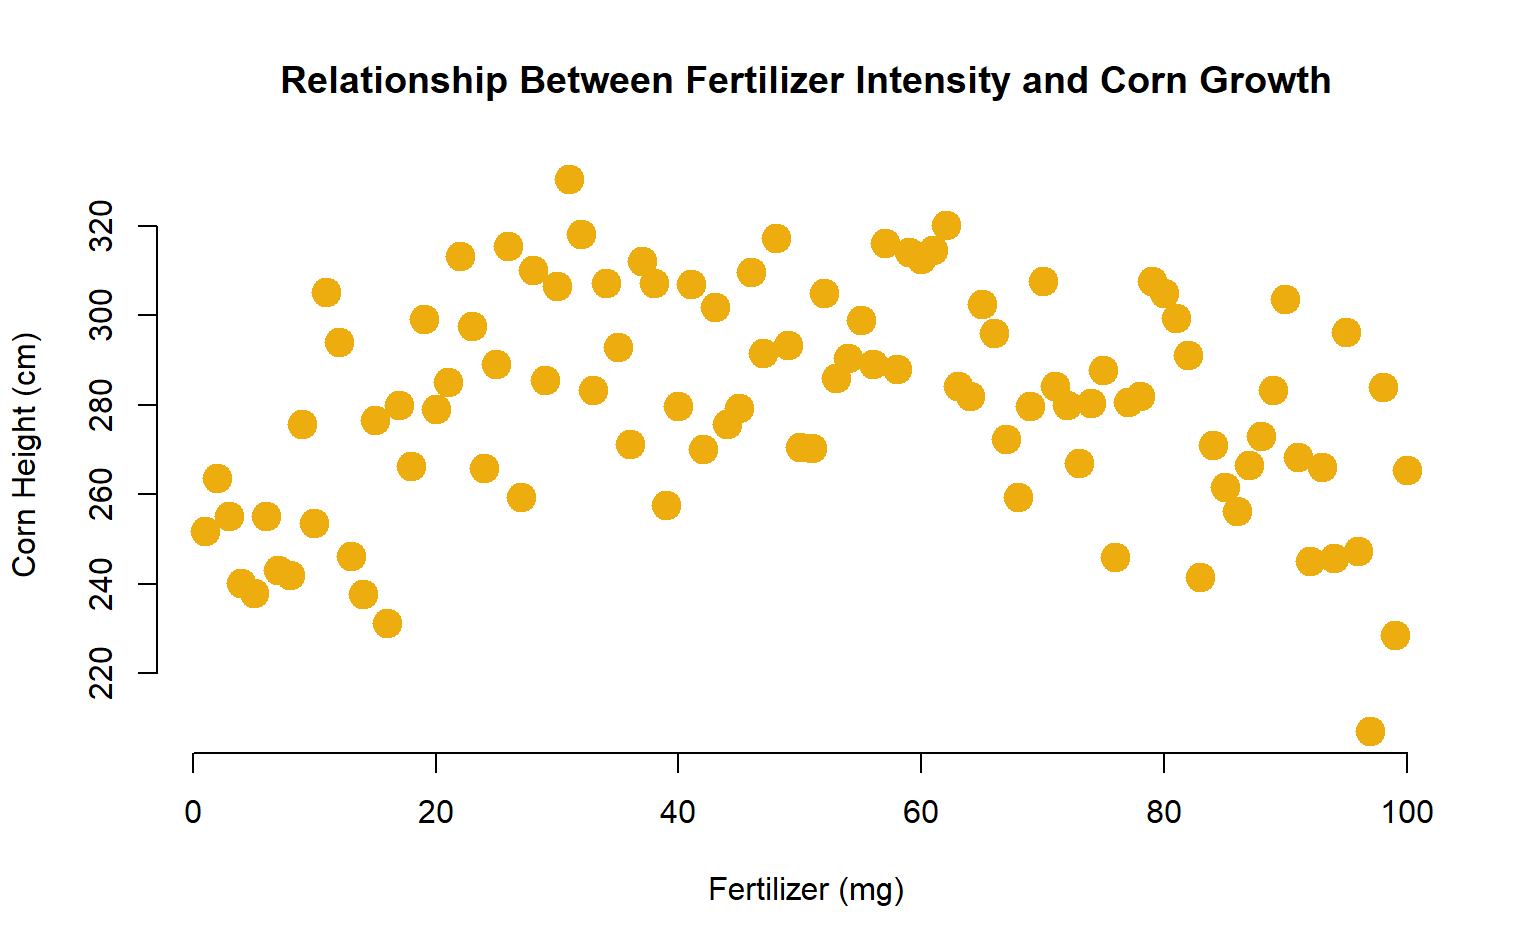 Relationship Between Fertilizer Intensity and Corn Growth
Corn Height (cm)
320
300
280
260
240
220
0 20 40 60 80 100
Fertilizer (mg)